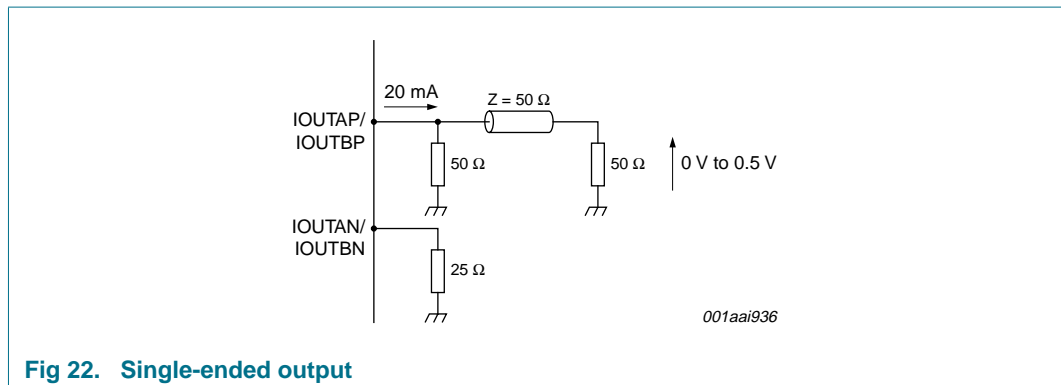 20 mA
Z = 50 Ω
IOUTAP/
IOUTBP
50 Ω
50 Ω
0 V to 0.5 V
IOUTAN/
IOUTBN
25 Ω
001aai936
Fig 22. Single-ended output